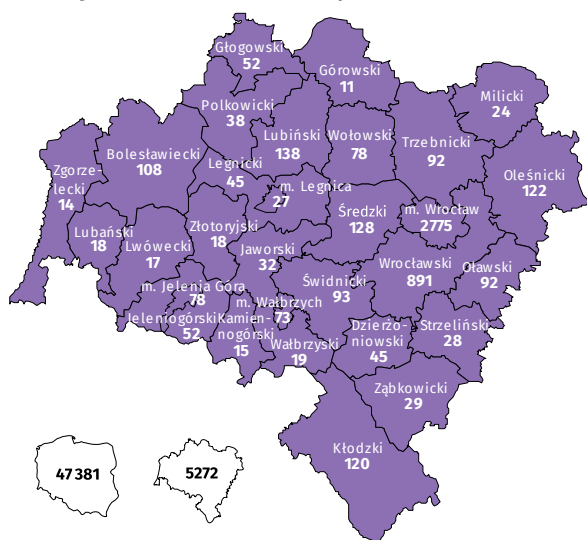 Głogowski
52
Górowski
11
Milicki
24
Polkowicki
38
Lubiński
138
Wołowski
78
Trzebnicki
92
Bolesławiecki
108
Legnicki
45
Zgorze-
lecki
14
Oleśnicki
122
m. Legnica
27
Średzki
128
m. Wrocław
2775
Lubański
18
Lwówecki
17
Złotoryjski
18
Jaworski
32
Świdnicki
93
Wrocławski
891
Oławski
92
m. Jelenia Góra
78
m. Wałbrzych
73
Jeleniogórski
52
Kamien-
nogórski
15
Wałbrzyski
19
Dzierżo-
niowski
45
Strzeliński
28
Ząbkowicki
29
Kłodzki
120
47 381
5272